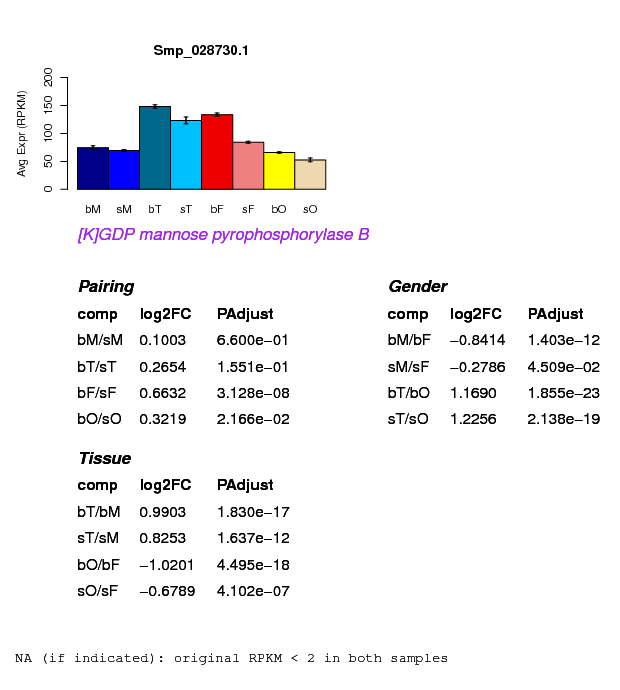 Smp_028730.1
Avg Expr (RPKM)
200
150
100
50
0
bM sM bT sT bF sF bO sO
[K]GDP mannose pyrophosphorylase B
Pairing
comp log2FC PAdjust
bM/sM 0.1003 6.600e−01
bT/sT 0.2654 1.551e−01
bF/sF 0.6632 3.128e−08
bO/sO 0.3219 2.166e−02
Gender
comp log2FC PAdjust
bM/bF −0.8414 1.403e−12
sM/sF −0.2786 4.509e−02
bT/bO 1.1690 1.855e−23
sT/sO 1.2256 2.138e−19
Tissue
comp log2FC PAdjust
bT/bM 0.9903 1.830e−17
sT/sM 0.8253 1.637e−12
bO/bF −1.0201 4.495e−18
sO/sF −0.6789 4.102e−07
NA (if indicated): original RPKM < 2 in both samples